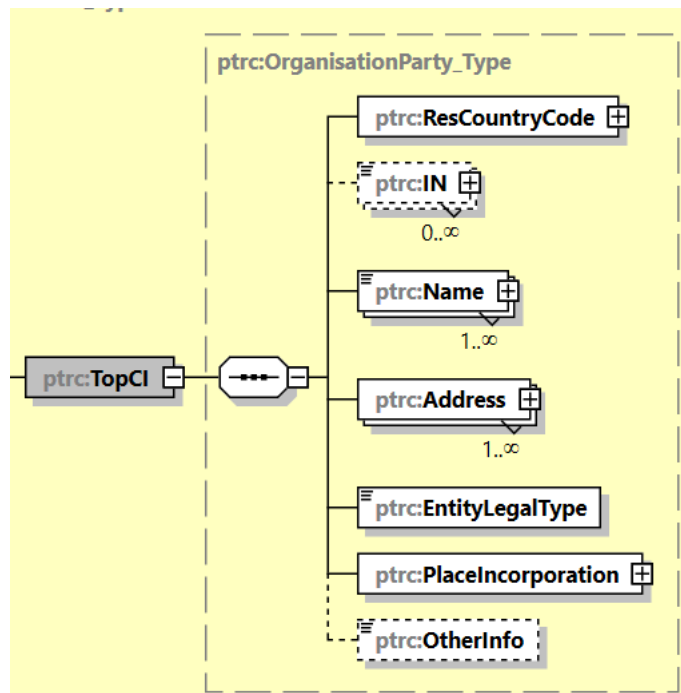 ptrc:OrganisationParty_Type
ptrc:ResCountryCode
ptrc:IN
0..∞
ptrc:Name
1..∞
ptrc:TopCI
ptrc:Address
1..∞
ptrc:EntityLegalType
ptrc:PlaceIncorporation
ptrc:OtherInfo